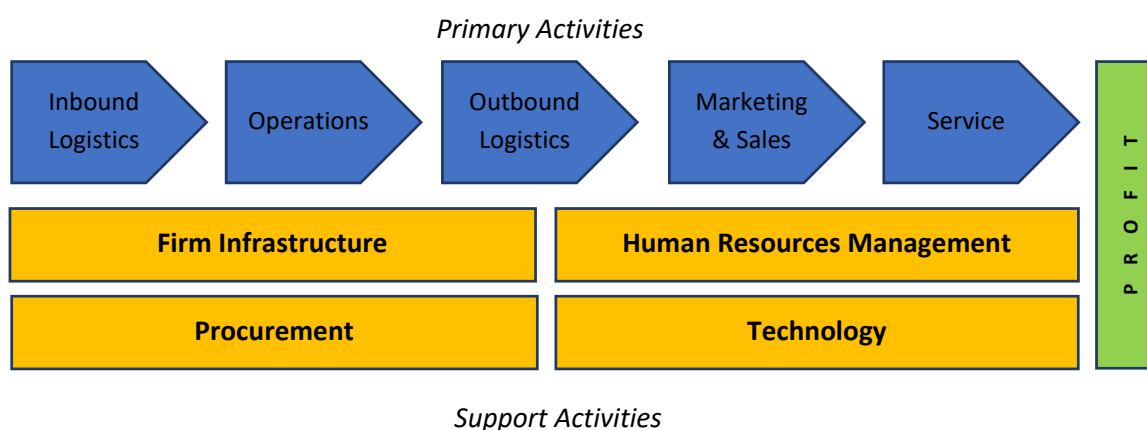 Primary Activities
Inbound
Logistics
Operations
Outbound
Logistics
Marketing
& Sales
Service
PROFIT
Firm Infrastructure
Human Resources Management
Procurement
Technology
Support Activities